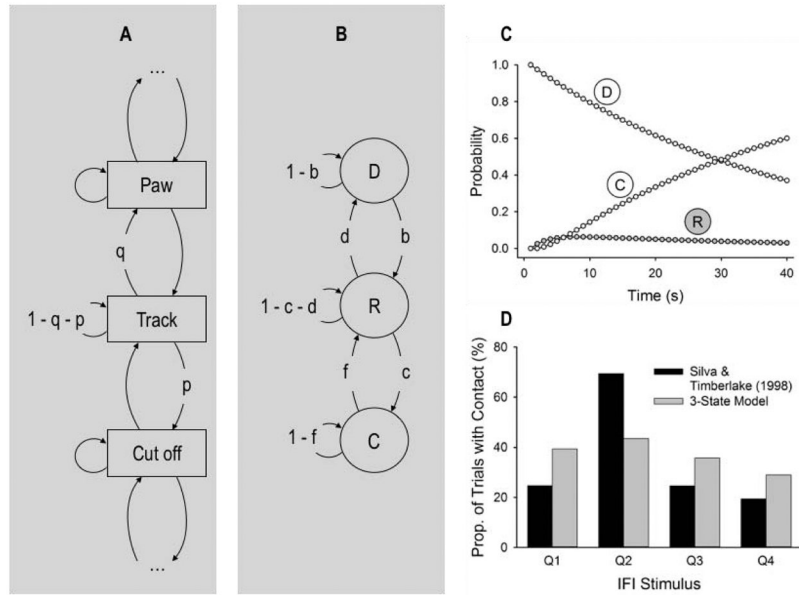 A
...
Paw
q
1 - q - p
Track
p
Cut off
...
B
1 - b
D
d
b
1 - c - d
R
f
c
1 - f
C
C
1.0
0.8
0.6
0.4
0.2
0.0
Probability
D
C
R
0
10
20
30
40
Time (s)
D
80
60
40
20
0
Prop. of Trials with Contact (%)
Silva &
Timberlake (1998)
3-State Model
Q1
Q2
Q3
Q4
IFI Stimulus